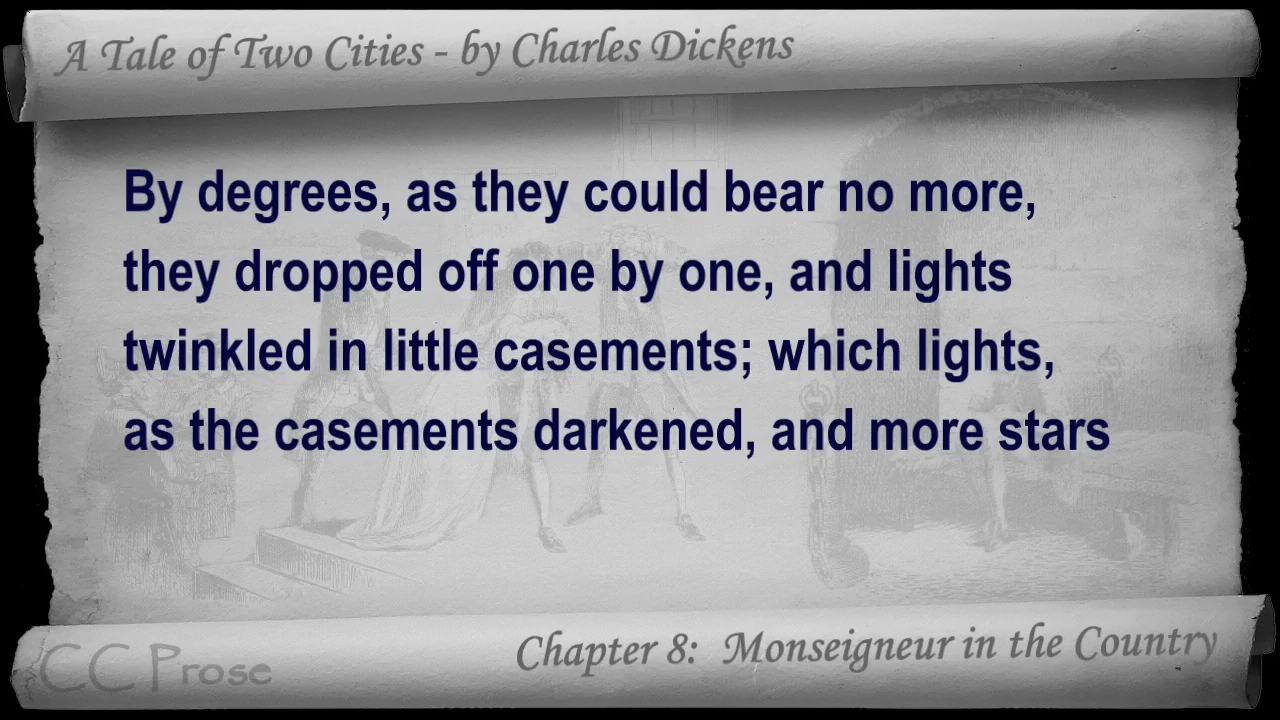 A Tale of Two Cities - by Charles Dickens
By degrees, as they could bear no more,
they dropped off one by one, and lights
twinkled in little casements; which lights,
as the casements darkened, and more stars
CC Prose
Chapter 8: Monseigneur in the Country